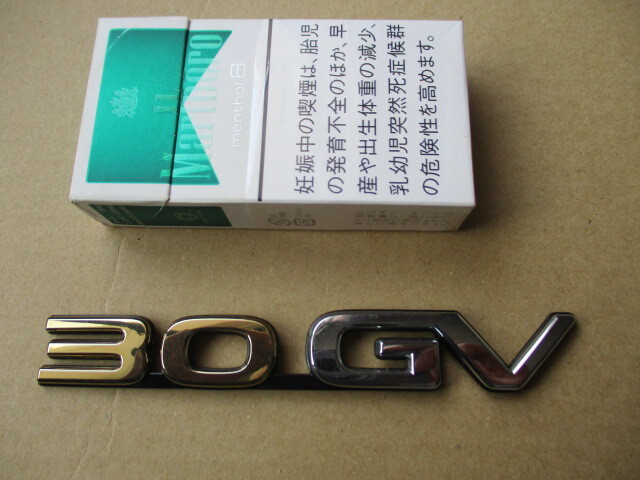 Marlboro
menthol 8
妊娠中の喫煙は、胎児
の発育不全のほか、早
産や出生体重の減少、
乳幼児突然死症候群
の危険性を高めます。
30 GV